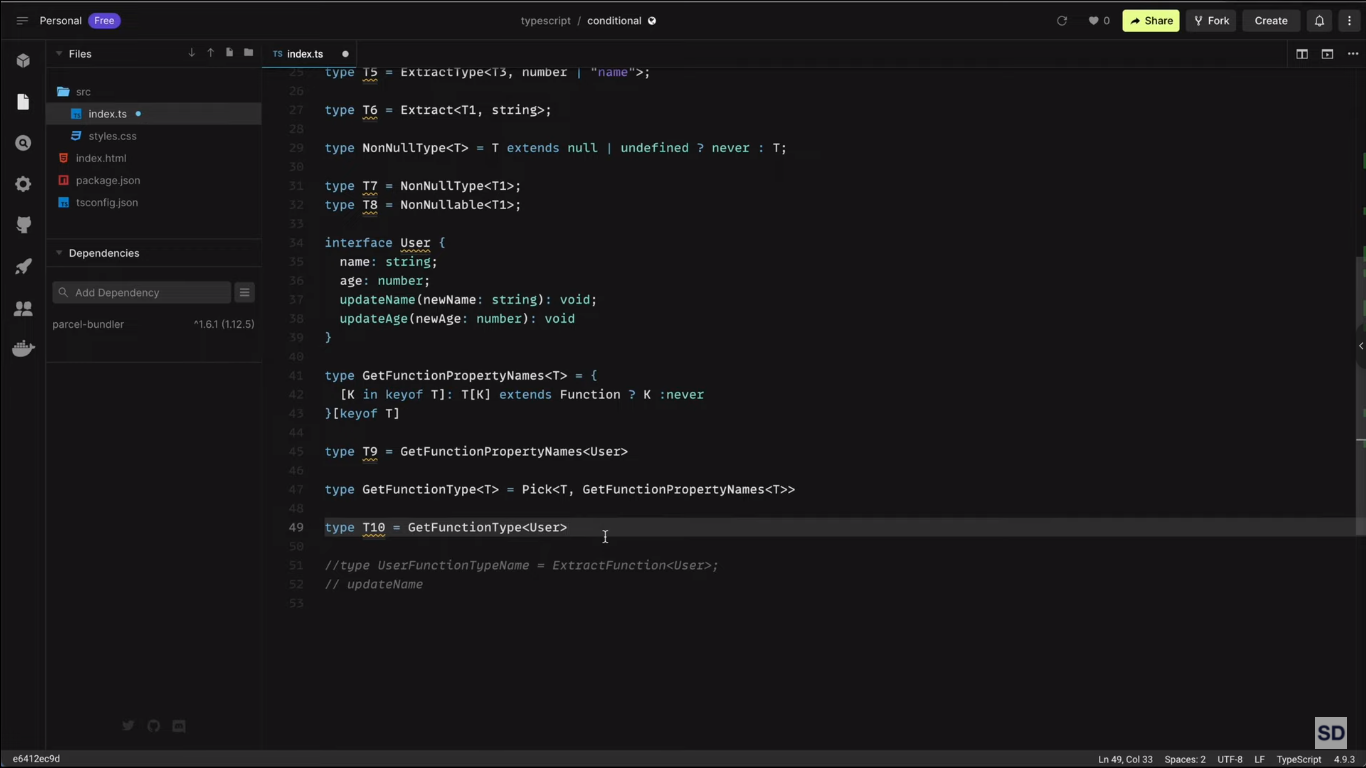 Personal Free typescript / conditional 0 Share Fork Create
Files TS index.ts
src
index.ts
styles.css
index.html
package.json
tsconfig.json
Dependencies
Add Dependency
parcel-bundler ^1.6.1 (1.12.5)
25 type T5 = ExtractType<T3, number | "name">;
26
27 type T6 = Extract<T1, string>;
28
29 type NonNullType<T> = T extends null | undefined ? never : T;
30
31 type T7 = NonNullType<T1>;
32 type T8 = NonNullable<T1>;
33
34 interface User {
35 name: string;
36 age: number;
37 updateName(newName: string): void;
38 updateAge(newAge: number): void
39 }
40
41 type GetFunctionPropertyNames<T> = {
42 [K in keyof T]: T[K] extends Function ? K :never
43 }[keyof T]
44
45 type T9 = GetFunctionPropertyNames<User>
46
47 type GetFunctionType<T> = Pick<T, GetFunctionPropertyNames<T>>
48
49 type T10 = GetFunctionType<User>
50
51 //type UserFunctionTypeName = ExtractFunction<User>;
52 // updateName
53
SD
e6412ec9d Ln 49, Col 33 Spaces: 2 UTF-8 LF TypeScript 4.9.3